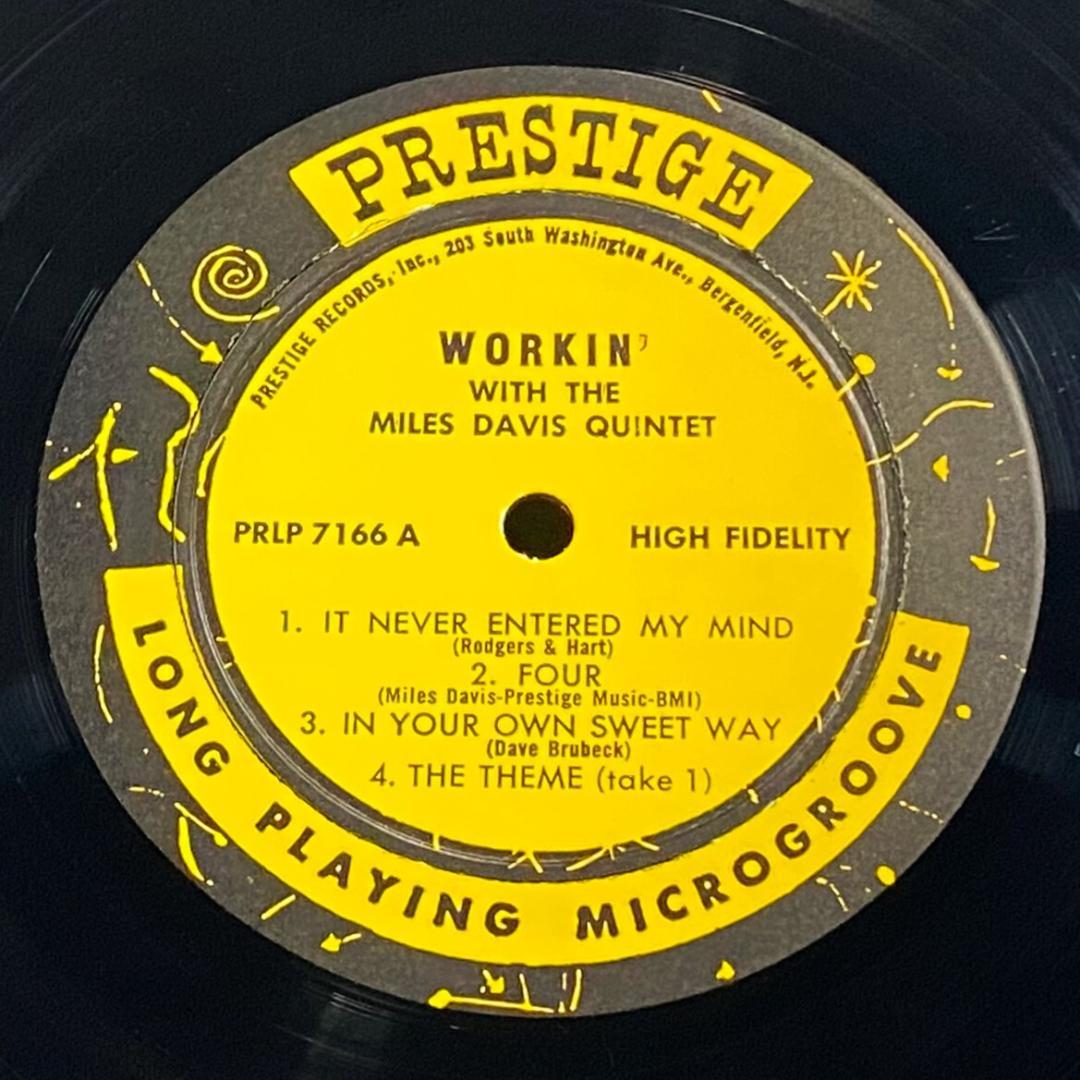 PRESTIGE
PRESTIGE RECORDS, Inc., 203 South Washington Ave., Bergenfield, N.J.
WORKIN'
WITH THE
MILES DAVIS QUINTET
PRLP 7166 A
HIGH FIDELITY
1. IT NEVER ENTERED MY MIND
(Rodgers & Hart)
2. FOUR
(Miles Davis-Prestige Music-BMI)
3. IN YOUR OWN SWEET WAY
(Dave Brubeck)
4. THE THEME (take 1)
LONG PLAYING MICROGROOVE